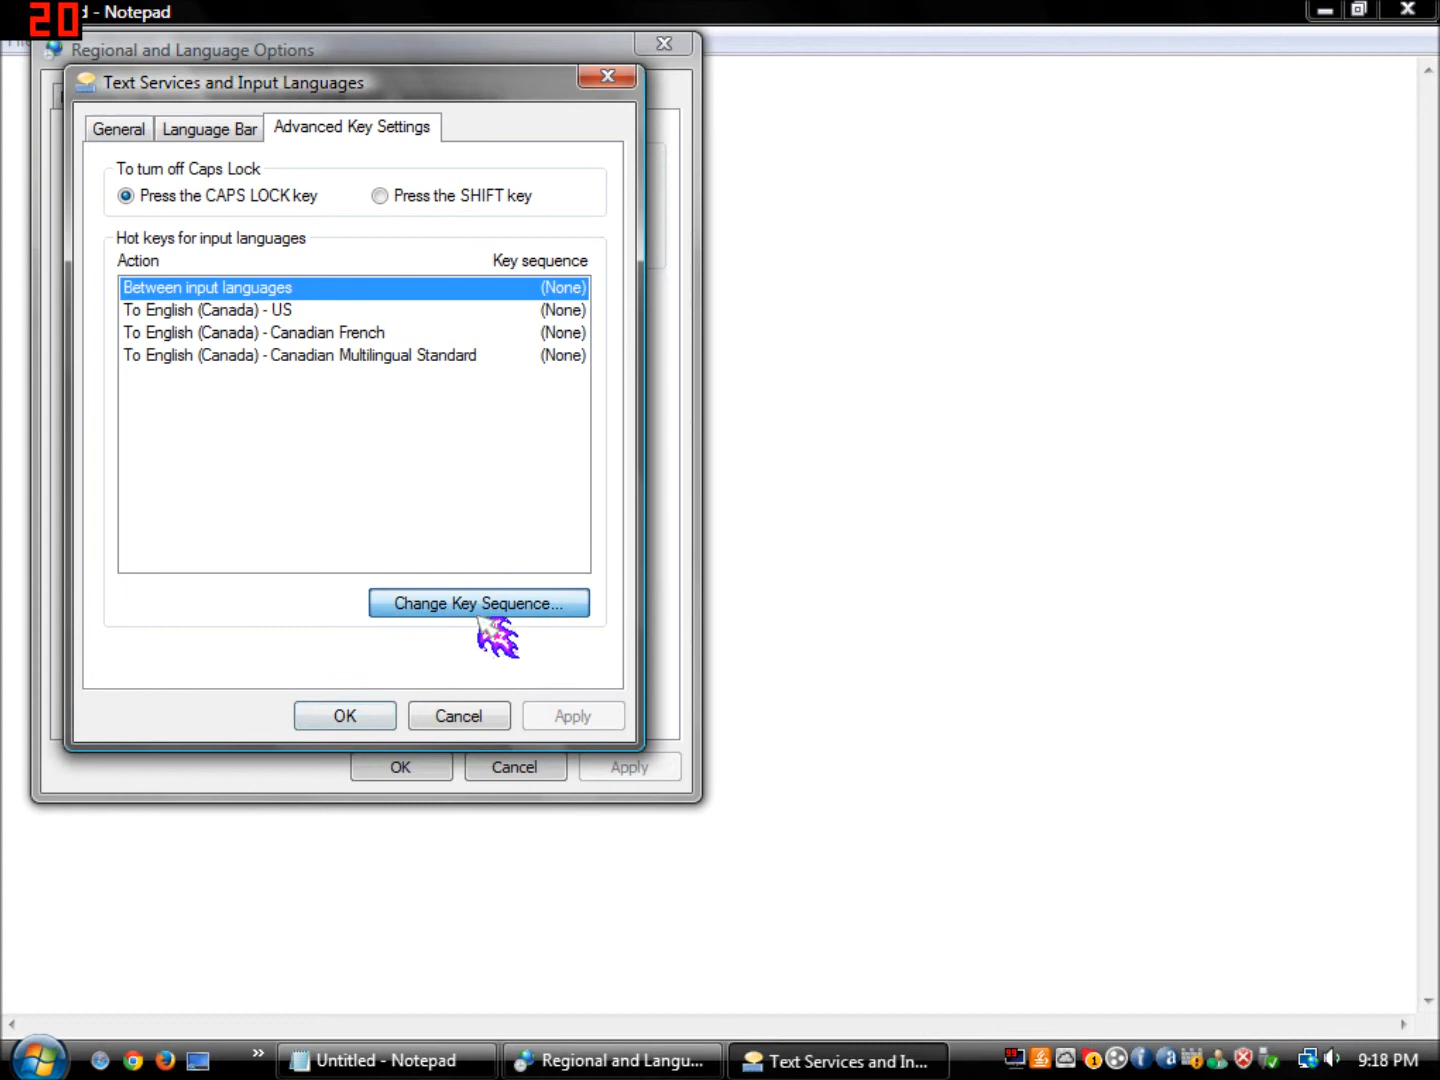 20
d - Notepad
Regional and Language Options
Text Services and Input Languages
General
Language Bar
Advanced Key Settings
To turn off Caps Lock
Press the CAPS LOCK key
Press the SHIFT key
Hot keys for input languages
Action
Key sequence
Between input languages
(None)
To English (Canada) - US
(None)
To English (Canada) - Canadian French
(None)
To English (Canada) - Canadian Multilingual Standard
(None)
Change Key Sequence...
OK
Cancel
Apply
OK
Cancel
Apply
Untitled - Notepad
Regional and Langu...
Text Services and In...
9:18 PM